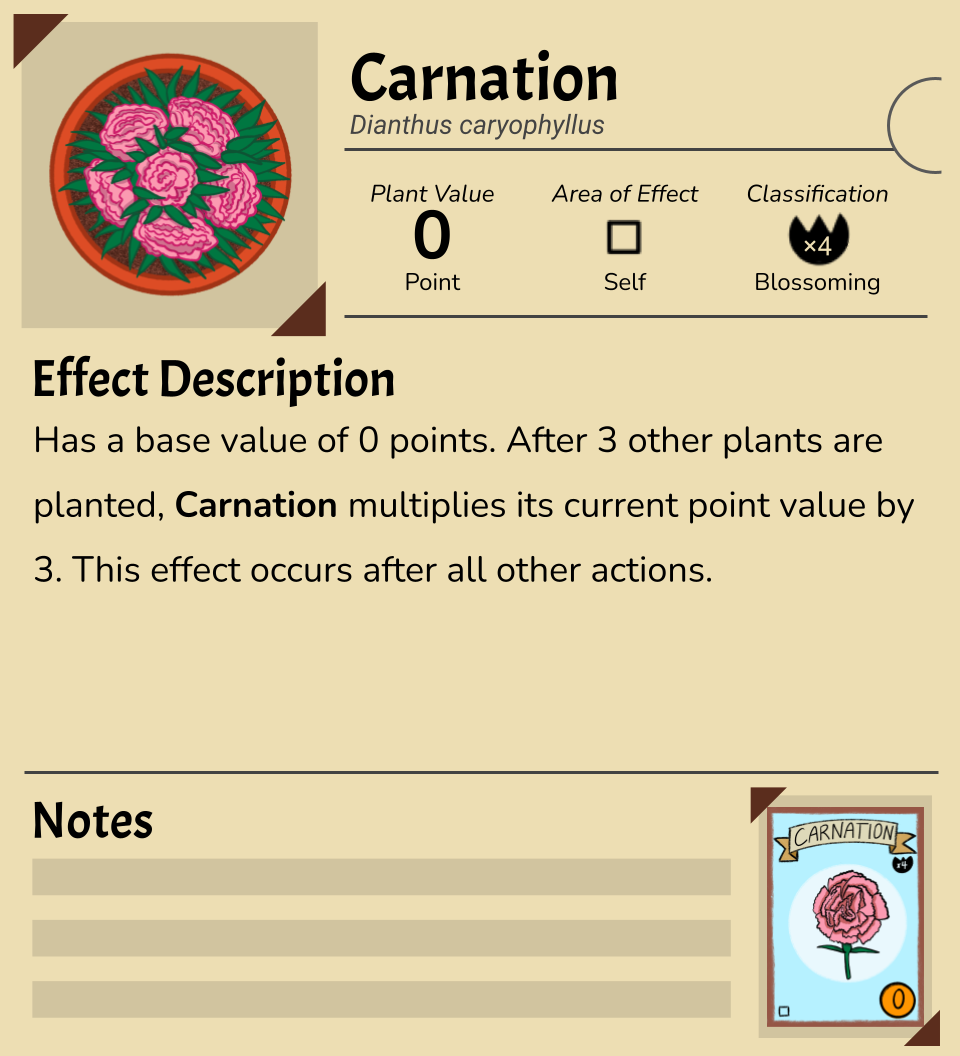 Carnation
Dianthus caryophyllus
Plant Value
Area of Effect
Classification
0
×4
Point
Self
Blossoming
Effect Description
Has a base value of 0 points. After 3 other plants are
planted, Carnation multiplies its current point value by
3. This effect occurs after all other actions.
Notes
CARNATION
x4
0